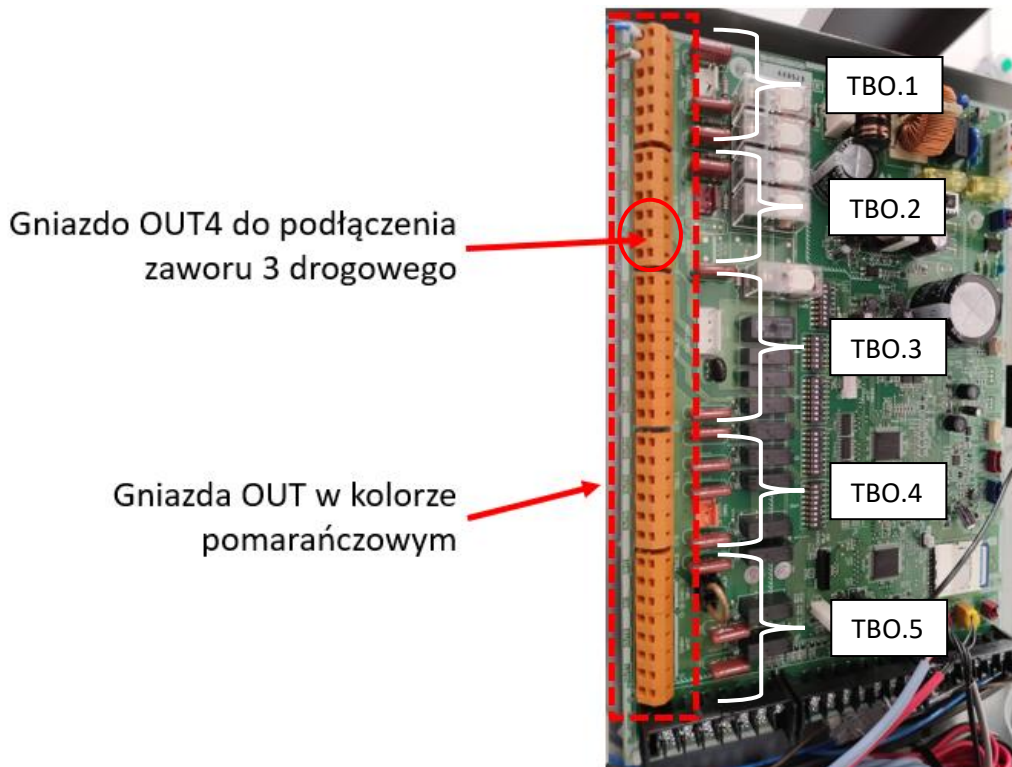 TBO.1
TBO.2
Gniazdo OUT4 do podłączenia
zaworu 3 drogowego
TBO.3
Gniazda OUT w kolorze
pomarańczowym
TBO.4
TBO.5